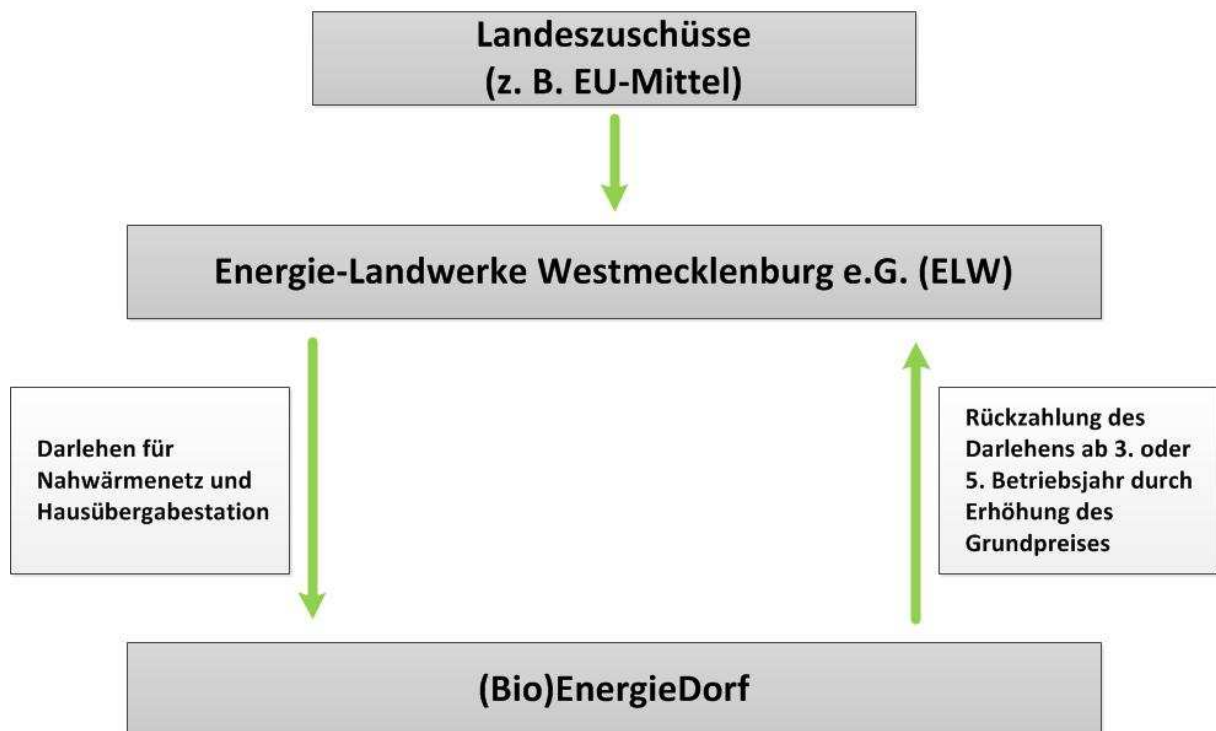 Landeszuschüsse
(z. B. EU-Mittel)
Energie-Landwerke Westmecklenburg e.G. (ELW)
Darlehen für
Nahwärmenetz und
Hausübergabestation
Rückzahlung des
Darlehens ab 3. oder
5. Betriebsjahr durch
Erhöhung des
Grundpreises
(Bio)EnergieDorf